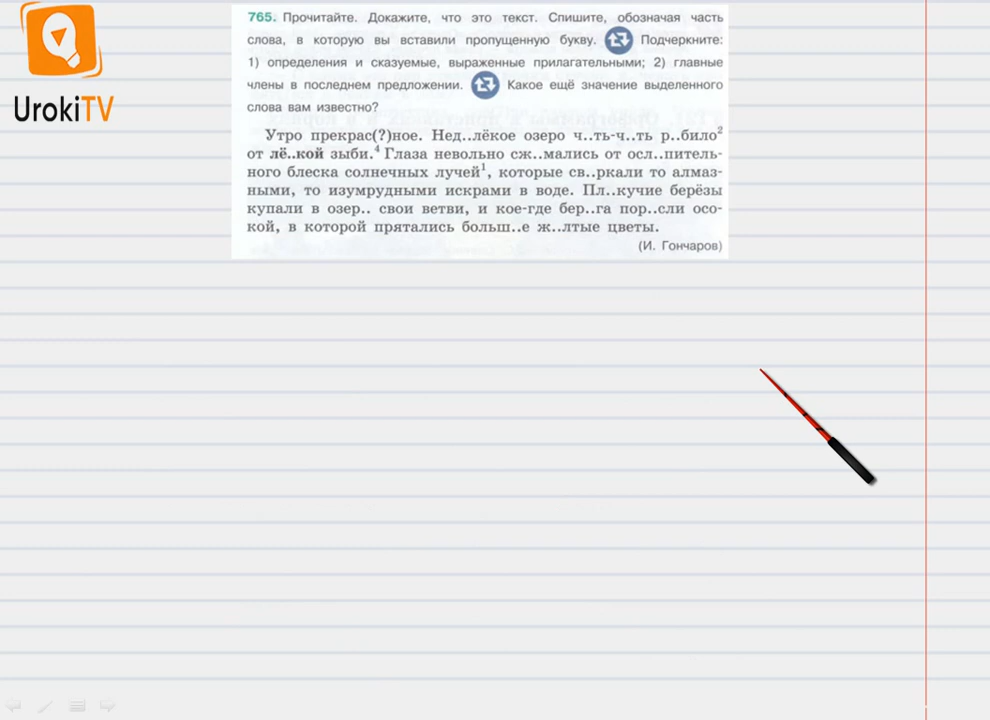 UrokiTV
765. Прочитайте. Докажите, что это текст. Спишите, обозначая часть
слова, в которую вы вставили пропущенную букву. Подчеркните:
1) определения и сказуемые, выраженные прилагательными; 2) главные
члены в последнем предложении. Какое ещё значение выделенного
слова вам известно?
Утро прекрас(?)ное. Нед..лёкое озеро ч..ть-ч..ть р..било²
от лё..кой зыби.⁴ Глаза невольно сж..мались от осл..питель-
ного блеска солнечных лучей¹, которые св..ркали то алмаз-
ными, то изумрудными искрами в воде. Пл..кучие берёзы
купали в озер.. свои ветви, и кое-где бер..га пор..сли осо-
кой, в которой прятались больш..е ж..лтые цветы.
(И. Гончаров)